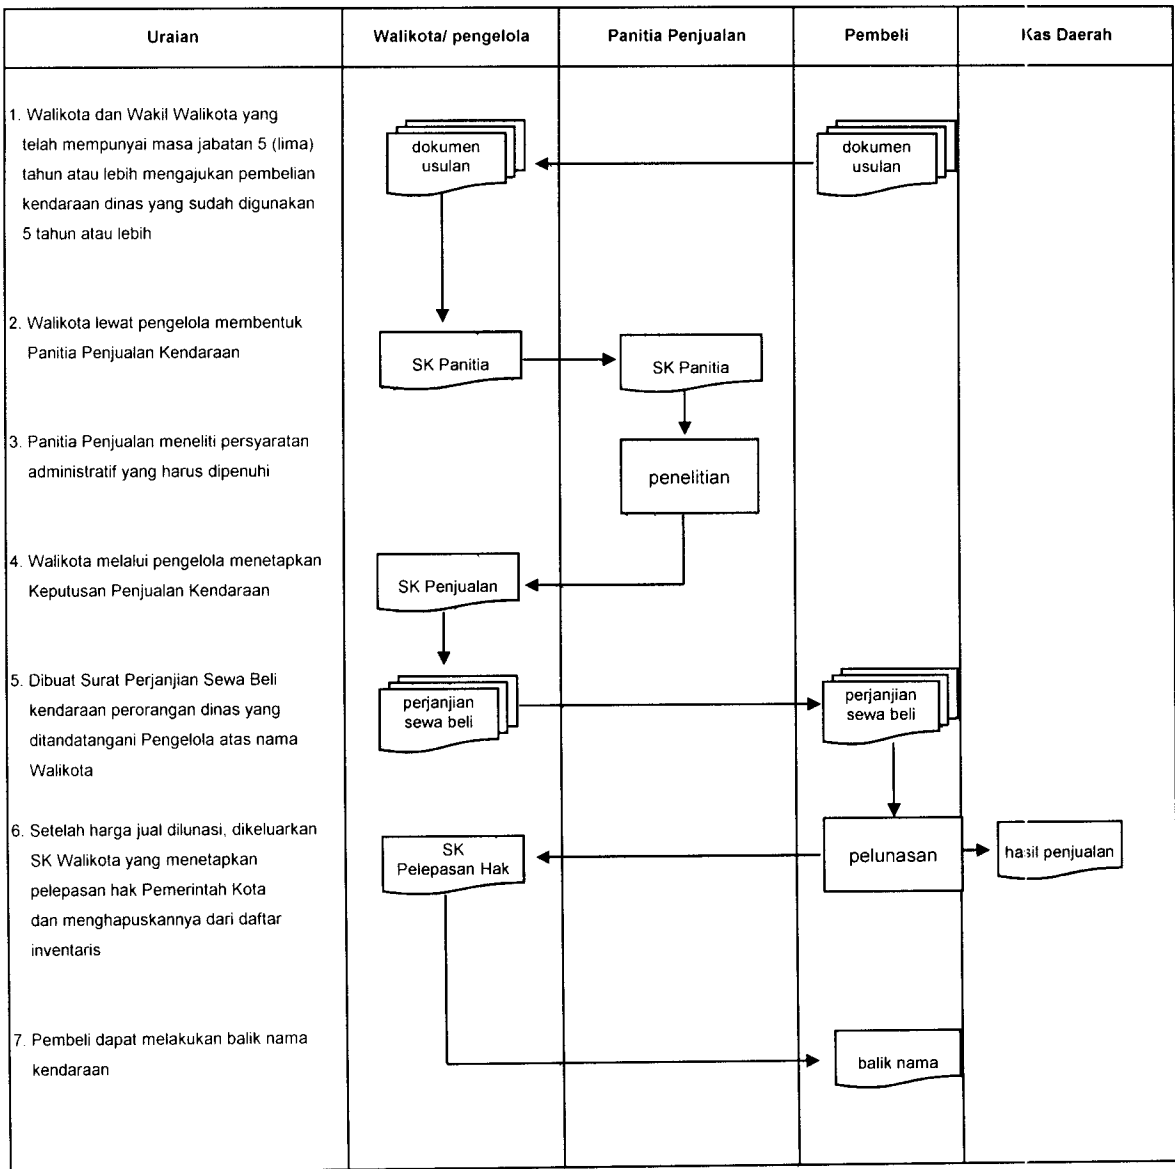 Uraian
Walikota/ pengelola
Panitia Penjualan
Pembeli
Kas Daerah
1. Walikota dan Wakil Walikota yang
telah mempunyai masa jabatan 5 (lima)
tahun atau lebih mengajukan pembelian
kendaraan dinas yang sudah digunakan
5 tahun atau lebih
dokumen
usulan
dokumen
usulan
2. Walikota lewat pengelola membentuk
Panitia Penjualan Kendaraan
SK Panitia
SK Panitia
3. Panitia Penjualan meneliti persyaratan
administratif yang harus dipenuhi
penelitian
4. Walikota melalui pengelola menetapkan
Keputusan Penjualan Kendaraan
SK Penjualan
5. Dibuat Surat Perjanjian Sewa Beli
kendaraan perorangan dinas yang
ditandatangani Pengelola atas nama
Walikota
perjanjian
sewa beli
perjanjian
sewa beli
6. Setelah harga jual dilunasi, dikeluarkan
SK Walikota yang menetapkan
pelepasan hak Pemerintah Kota
dan menghapuskannya dari daftar
inventaris
SK
Pelepasan Hak
pelunasan
hasil penjualan
7. Pembeli dapat melakukan balik nama
kendaraan
balik nama